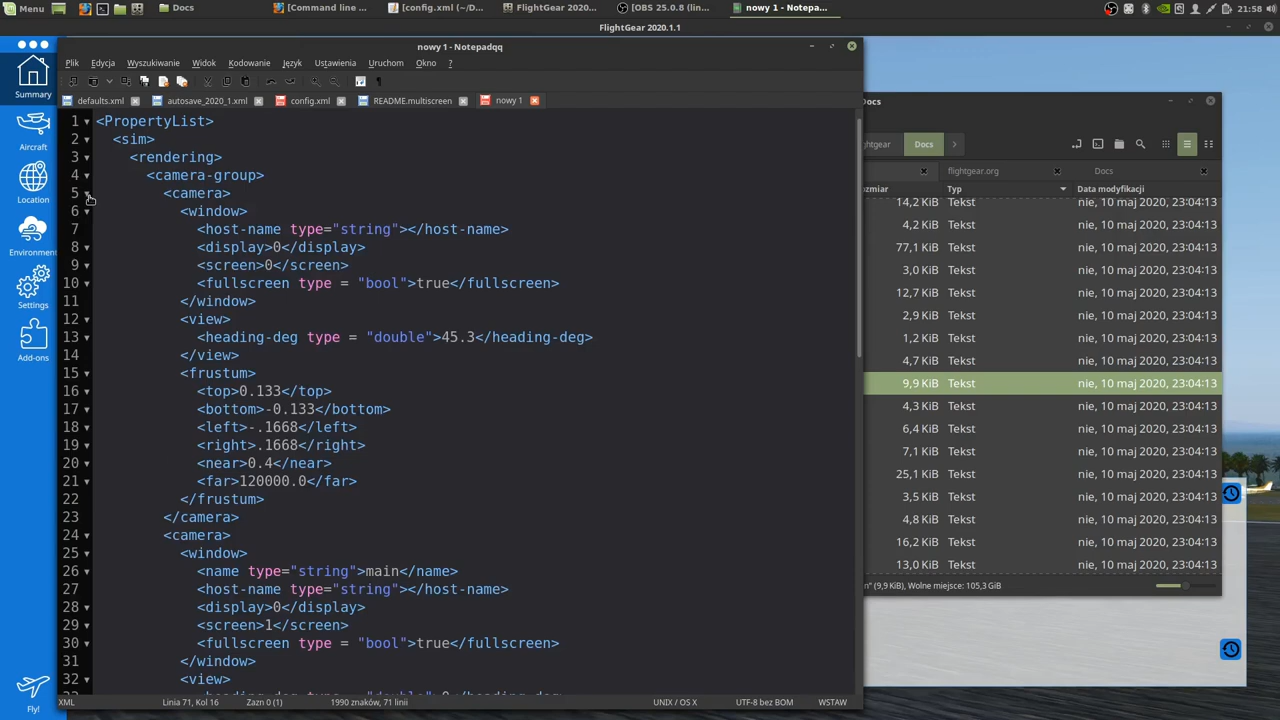 Menu
Docs
[Command line ...
[config.xml (~/D...
FlightGear 2020....
[OBS 25.0.8 (lin...
nowy 1 - Notepa...
21:58
FlightGear 2020.1.1
nowy 1 - Notepadqq
Plik Edycja Wyszukiwanie Widok Kodowanie Język Ustawienia Uruchom Okno ?
defaults.xml autosave_2020_1.xml config.xml README.multiscreen nowy 1
1 <PropertyList>
2 <sim>
3 <rendering>
4 <camera-group>
5 <camera>
6 <window>
7 <host-name type="string"></host-name>
8 <display>0</display>
9 <screen>0</screen>
10 <fullscreen type = "bool">true</fullscreen>
11 </window>
12 <view>
13 <heading-deg type = "double">45.3</heading-deg>
14 </view>
15 <frustum>
16 <top>0.133</top>
17 <bottom>-0.133</bottom>
18 <left>-.1668</left>
19 <right>.1668</right>
20 <near>0.4</near>
21 <far>120000.0</far>
22 </frustum>
23 </camera>
24 <camera>
25 <window>
26 <name type="string">main</name>
27 <host-name type="string"></host-name>
28 <display>0</display>
29 <screen>1</screen>
30 <fullscreen type = "bool">true</fullscreen>
31 </window>
32 <view>
XML Linia 71, Kol 16 Zazn 0 (1) 1990 znaków, 71 linii UNIX / OS X UTF-8 bez BOM WSTAW
Summary
Aircraft
Location
Environmen
Settings
Add-ons
Fly!
Docs
htgear Docs
flightgear.org Docs
ozmiar Typ Data modyfikacji
14,2 KiB Tekst nie, 10 maj 2020, 23:04:13
4,2 KiB Tekst nie, 10 maj 2020, 23:04:13
77,1 KiB Tekst nie, 10 maj 2020, 23:04:13
3,0 KiB Tekst nie, 10 maj 2020, 23:04:13
12,7 KiB Tekst nie, 10 maj 2020, 23:04:13
2,9 KiB Tekst nie, 10 maj 2020, 23:04:13
1,2 KiB Tekst nie, 10 maj 2020, 23:04:13
4,7 KiB Tekst nie, 10 maj 2020, 23:04:13
9,9 KiB Tekst nie, 10 maj 2020, 23:04:13
4,3 KiB Tekst nie, 10 maj 2020, 23:04:13
6,4 KiB Tekst nie, 10 maj 2020, 23:04:13
7,1 KiB Tekst nie, 10 maj 2020, 23:04:13
25,1 KiB Tekst nie, 10 maj 2020, 23:04:13
3,5 KiB Tekst nie, 10 maj 2020, 23:04:13
4,8 KiB Tekst nie, 10 maj 2020, 23:04:13
16,2 KiB Tekst nie, 10 maj 2020, 23:04:13
13,0 KiB Tekst nie, 10 maj 2020, 23:04:13
n" (9,9 KiB), Wolne miejsce: 105,3 GiB